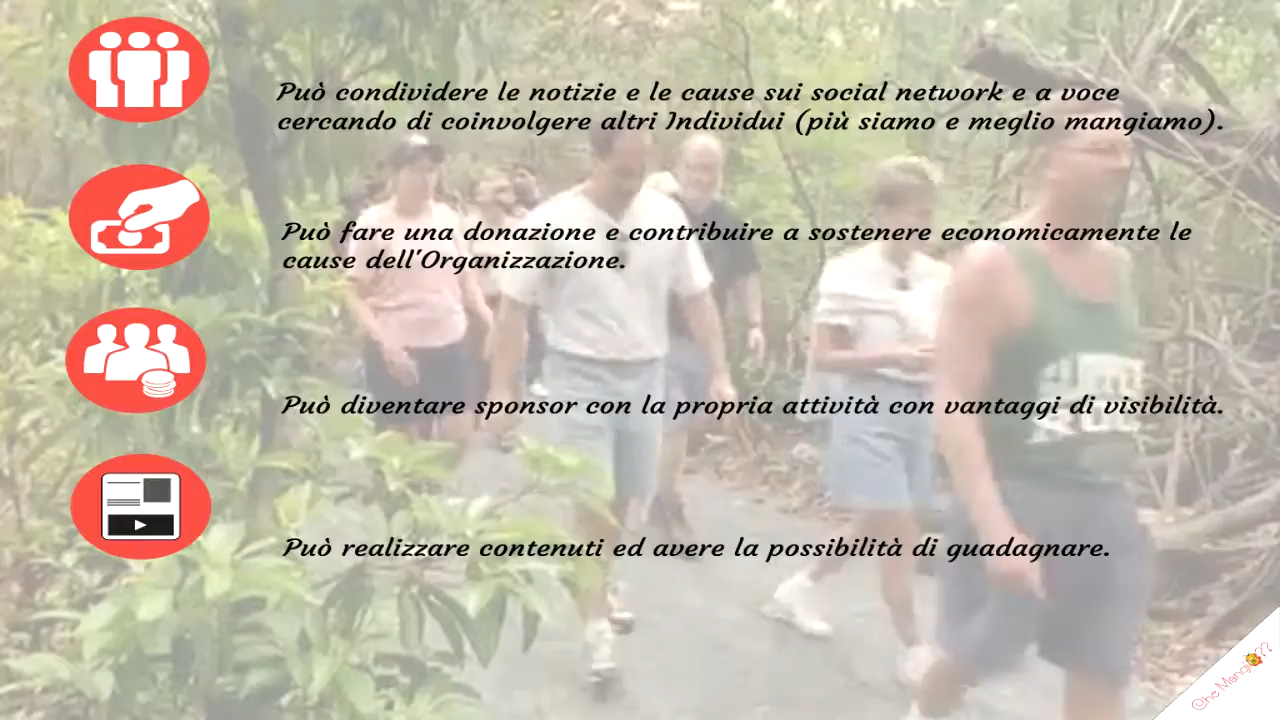 Può condividere le notizie e le cause sui social network e a voce
cercando di coinvolgere altri Individui (più siamo e meglio mangiamo).
Può fare una donazione e contribuire a sostenere economicamente le
cause dell'Organizzazione.
Può diventare sponsor con la propria attività con vantaggi di visibilità.
Può realizzare contenuti ed avere la possibilità di guadagnare.